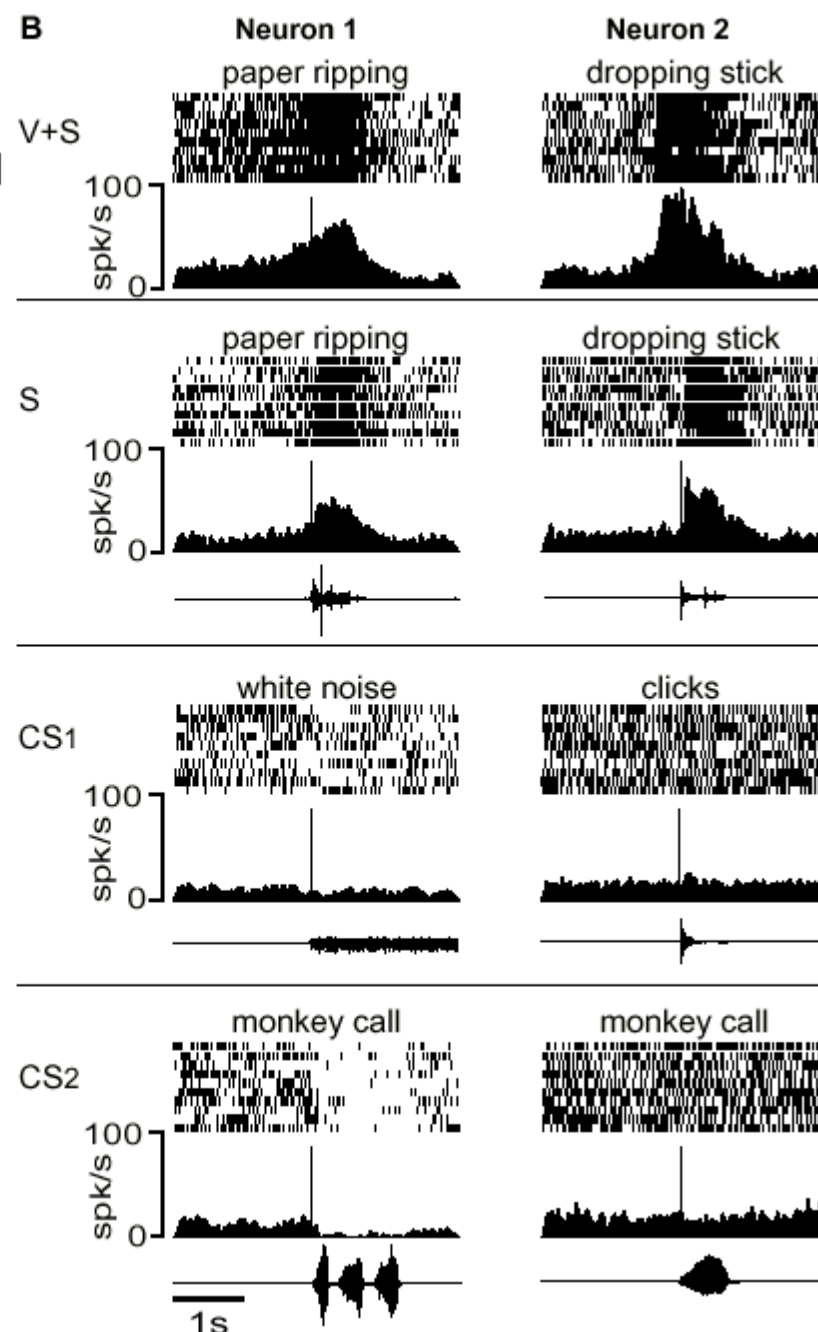 B Neuron 1 Neuron 2
paper ripping dropping stick
V+S
100
spk/s
0
paper ripping dropping stick
S
100
spk/s
0
white noise clicks
CS1
100
spk/s
0
monkey call monkey call
CS2
100
spk/s
0
1s